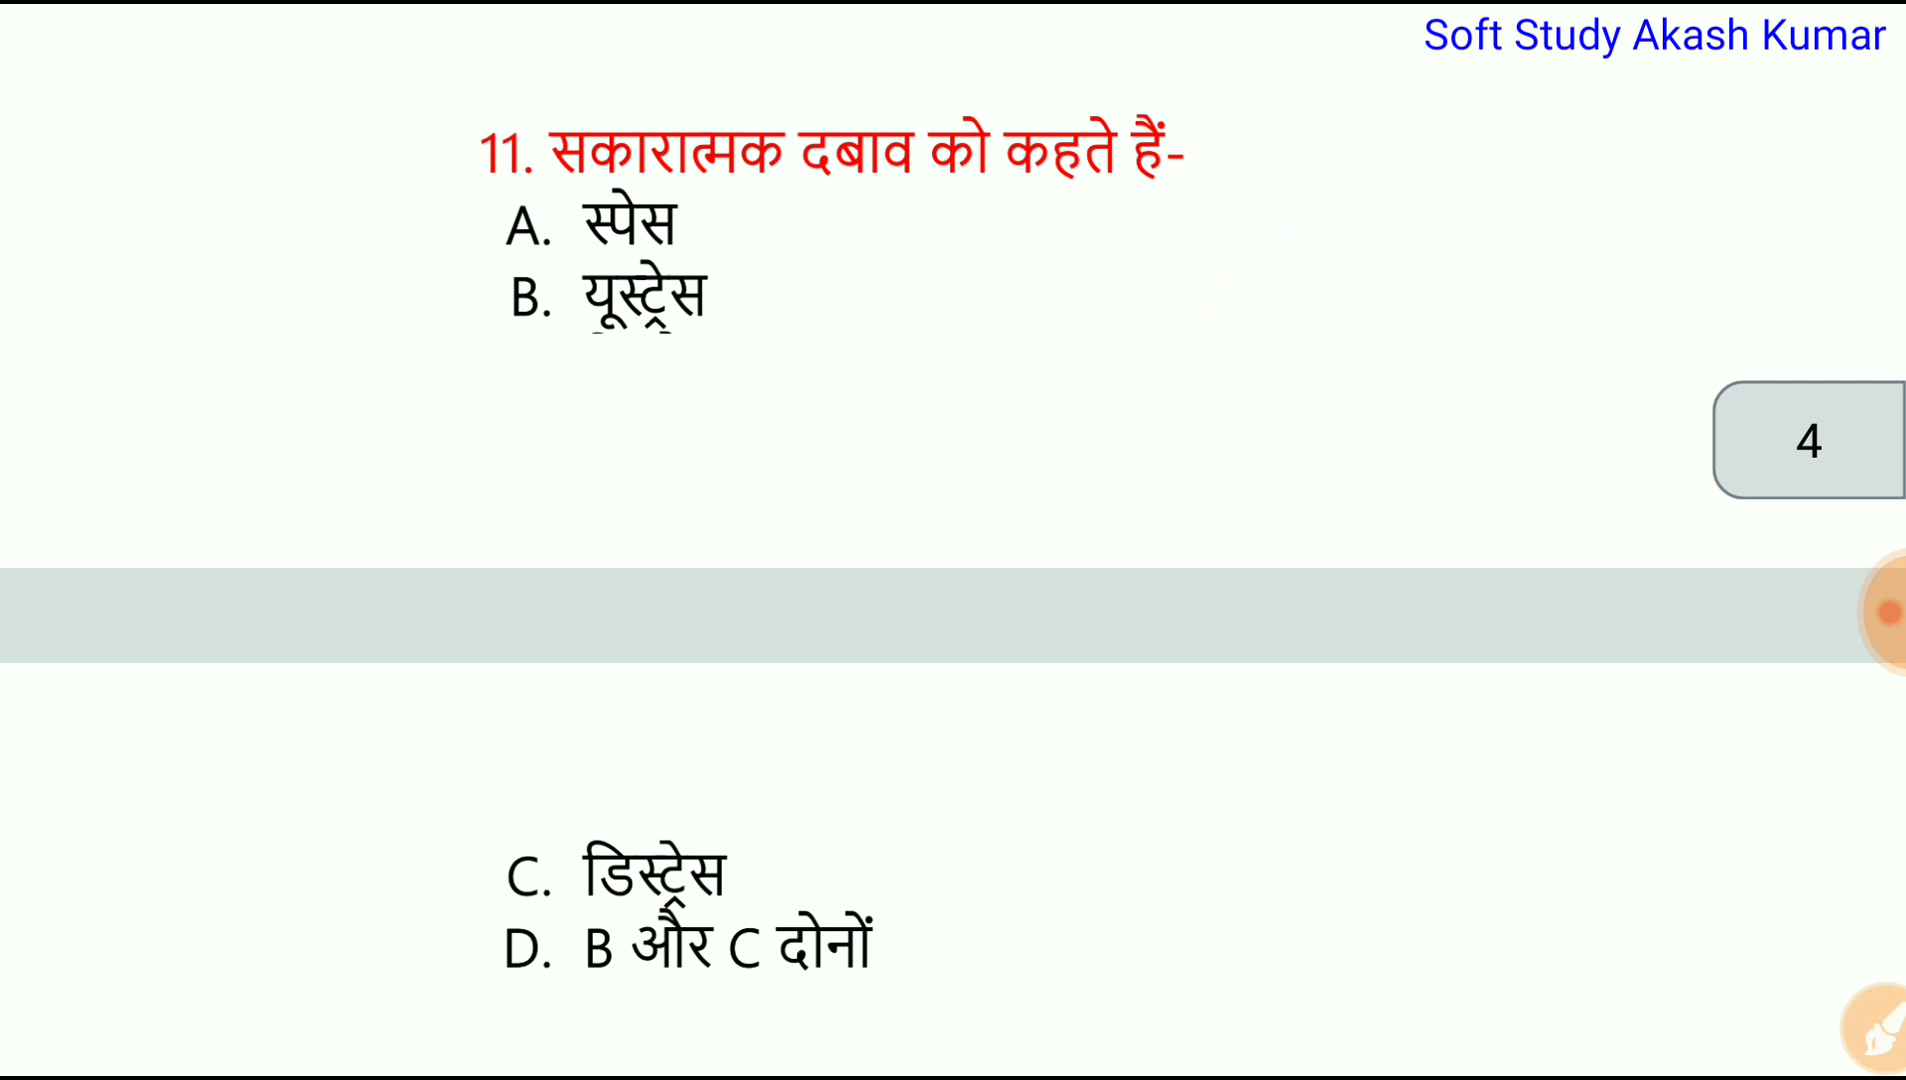 Soft Study Akash Kumar
11. सकारात्मक दबाव को कहते हैं-
A. स्पेस
B. यूस्ट्रेस
4
C. डिस्ट्रेस
D. B और C दोनों